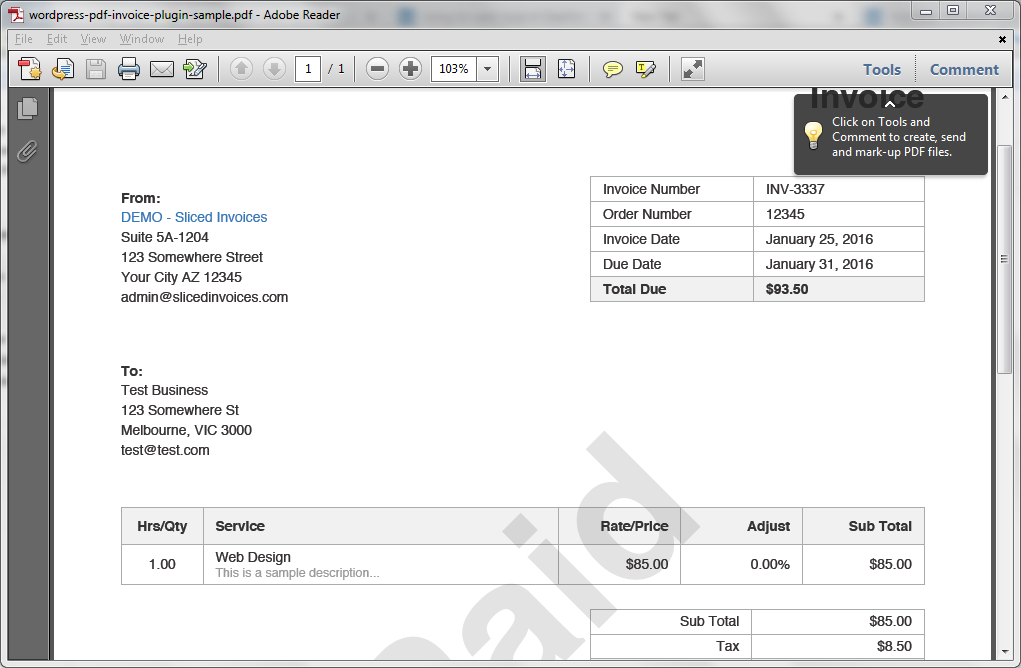 wordpress-pdf-invoice-plugin-sample.pdf - Adobe Reader
File Edit View Window Help
1 / 1 103% Tools Comment
Invoice
Click on Tools and
Comment to create, send
and mark-up PDF files.
Invoice Number INV-3337
Order Number 12345
Invoice Date January 25, 2016
Due Date January 31, 2016
Total Due $93.50
From:
DEMO - Sliced Invoices
Suite 5A-1204
123 Somewhere Street
Your City AZ 12345
admin@slicedinvoices.com
To:
Test Business
123 Somewhere St
Melbourne, VIC 3000
test@test.com
Paid
Hrs/Qty Service Rate/Price Adjust Sub Total
1.00 Web Design $85.00 0.00% $85.00
This is a sample description...
Sub Total $85.00
Tax $8.50